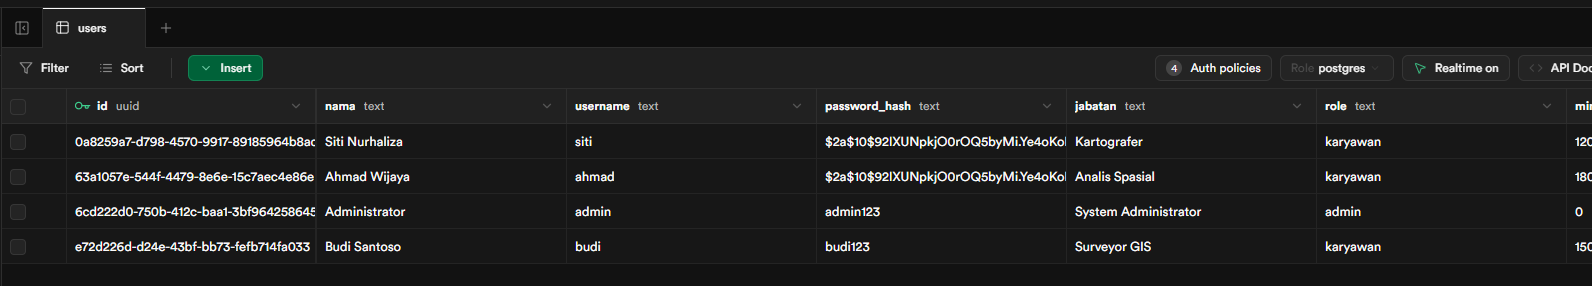 users
Filter Sort Insert 4 Auth policies Role postgres Realtime on API Doc
id uuid nama text username text password_hash text jabatan text role text
0a8259a7-d798-4570-9917-89185964b8ac Siti Nurhaliza siti $2a$10$92IXUNpkjO0rOQ5byMi.Ye4oKo Kartografer karyawan 120
63a1057e-544f-4479-8e6e-15c7aec4e86e Ahmad Wijaya ahmad $2a$10$92IXUNpkjO0rOQ5byMi.Ye4oKo Analis Spasial karyawan 180
6cd222d0-750b-412c-baa1-3bf964258645 Administrator admin admin123 System Administrator admin 0
e72d226d-d24e-43bf-bb73-fefb714fa033 Budi Santoso budi budi123 Surveyor GIS karyawan 150